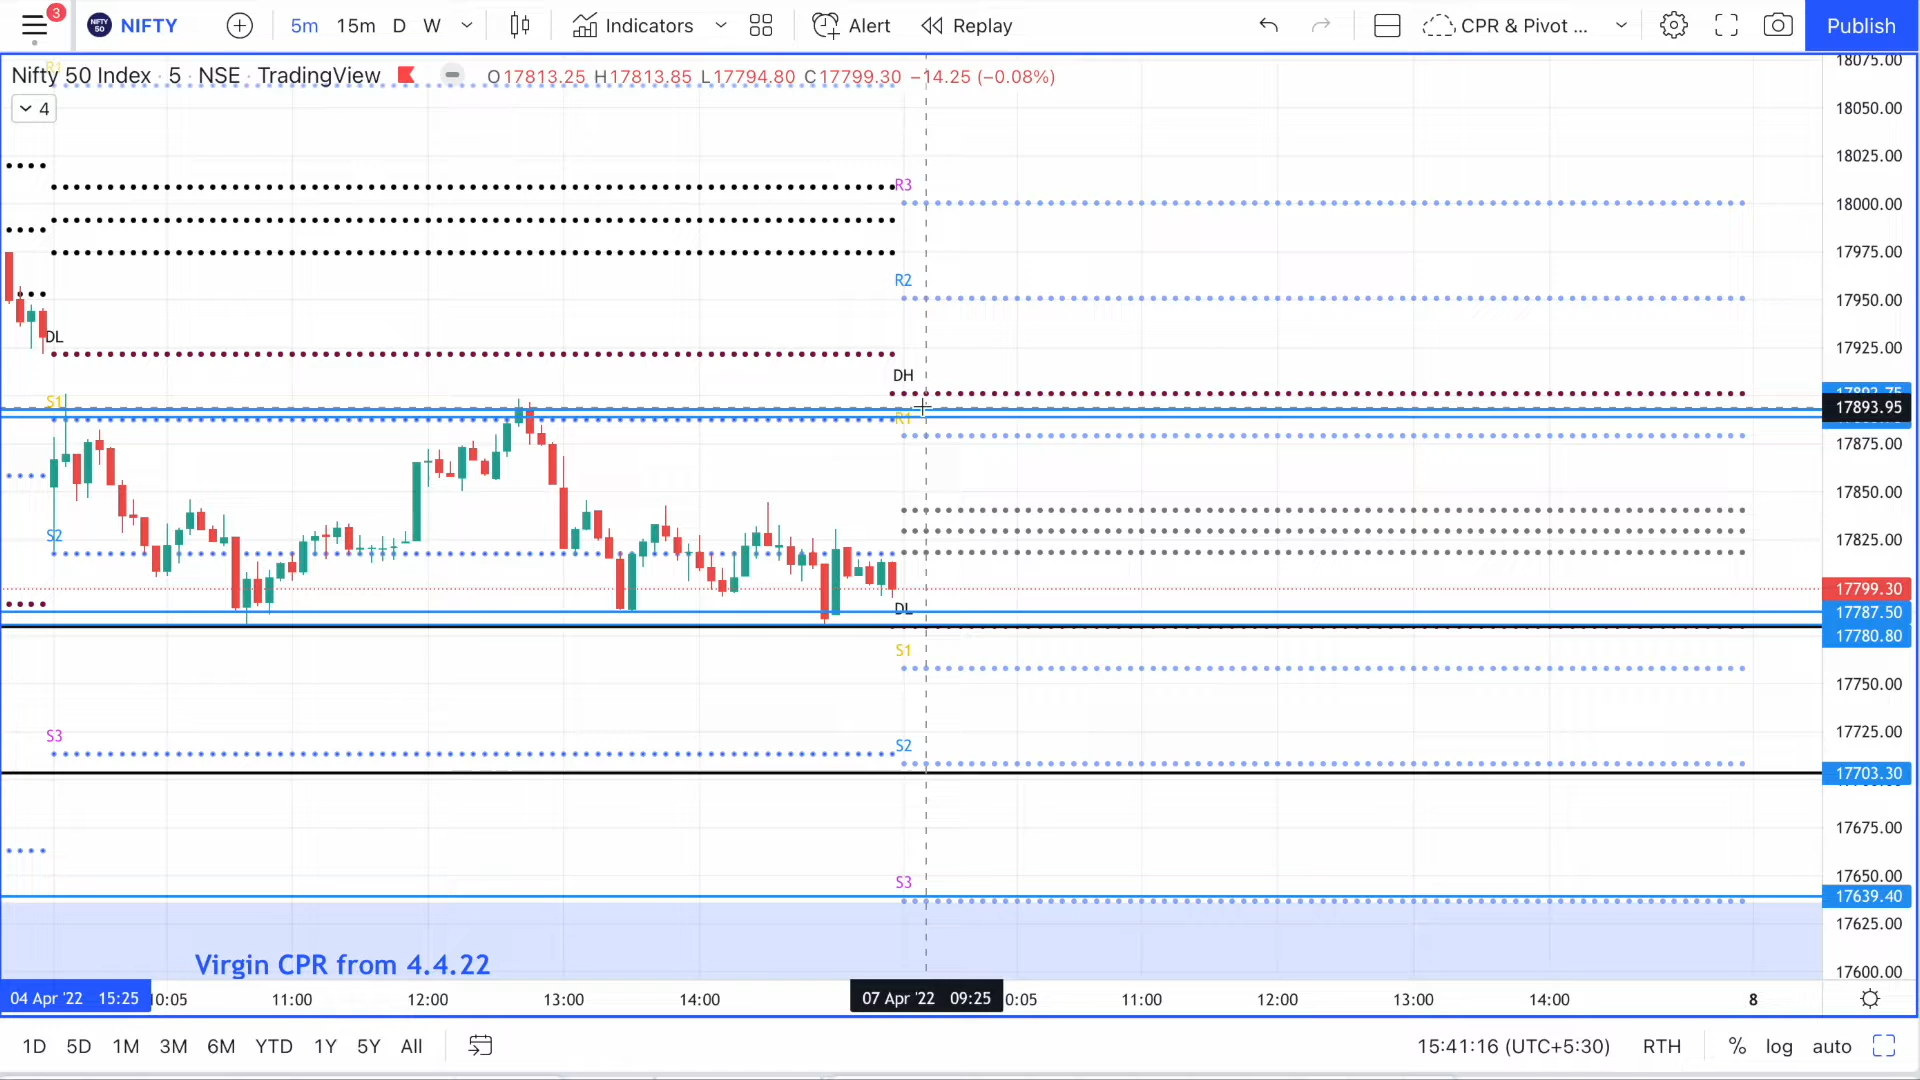 3
NIFTY 50 NIFTY 5m 15m D W Indicators Alert Replay CPR & Pivot ... Publish
R1
Nifty 50 Index · 5 · NSE · TradingView O17813.25 H17813.85 L17794.80 C17799.30 −14.25 (−0.08%)
4
18075.00
18050.00
18025.00
R3
18000.00
17975.00
R2
17950.00
DL
17925.00
DH
S1
17893.95
R1
17875.00
17850.00
S2
17825.00
17799.30
DL
17787.50
17780.80
S1
17750.00
S3
17725.00
S2
17703.30
17675.00
S3
17650.00
17639.40
17625.00
Virgin CPR from 4.4.22
17600.00
04 Apr '22 15:25 10:05 11:00 12:00 13:00 14:00 07 Apr '22 09:25 0:05 11:00 12:00 13:00 14:00 8
1D 5D 1M 3M 6M YTD 1Y 5Y All 15:41:16 (UTC+5:30) RTH % log auto